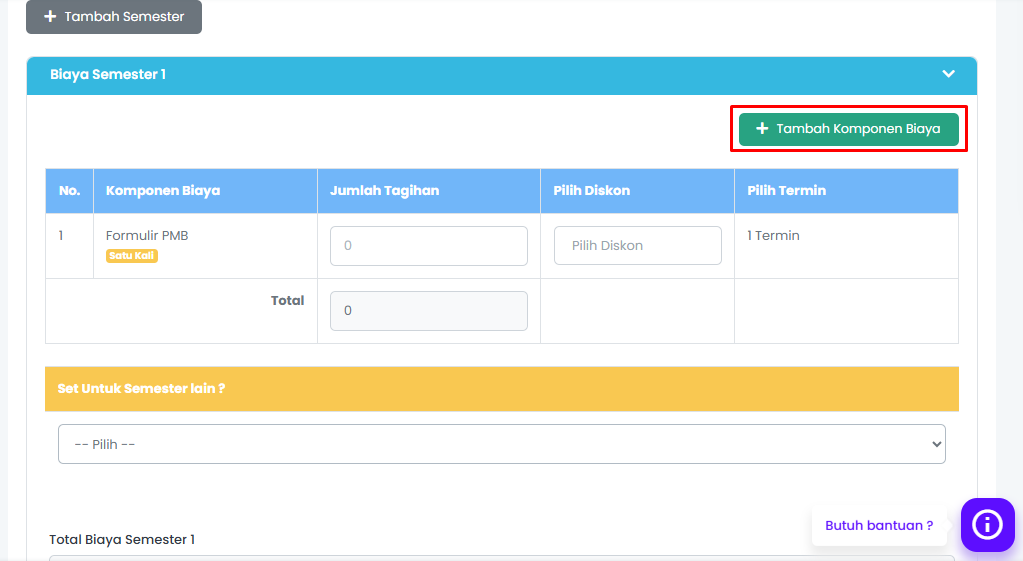 + Tambah Semester
Biaya Semester 1
+ Tambah Komponen Biaya
No. Komponen Biaya Jumlah Tagihan Pilih Diskon Pilih Termin
1 Formulir PMB 0 Pilih Diskon 1 Termin
Satu Kali
Total 0
Set Untuk Semester lain ?
-- Pilih --
Butuh bantuan ?
Total Biaya Semester 1